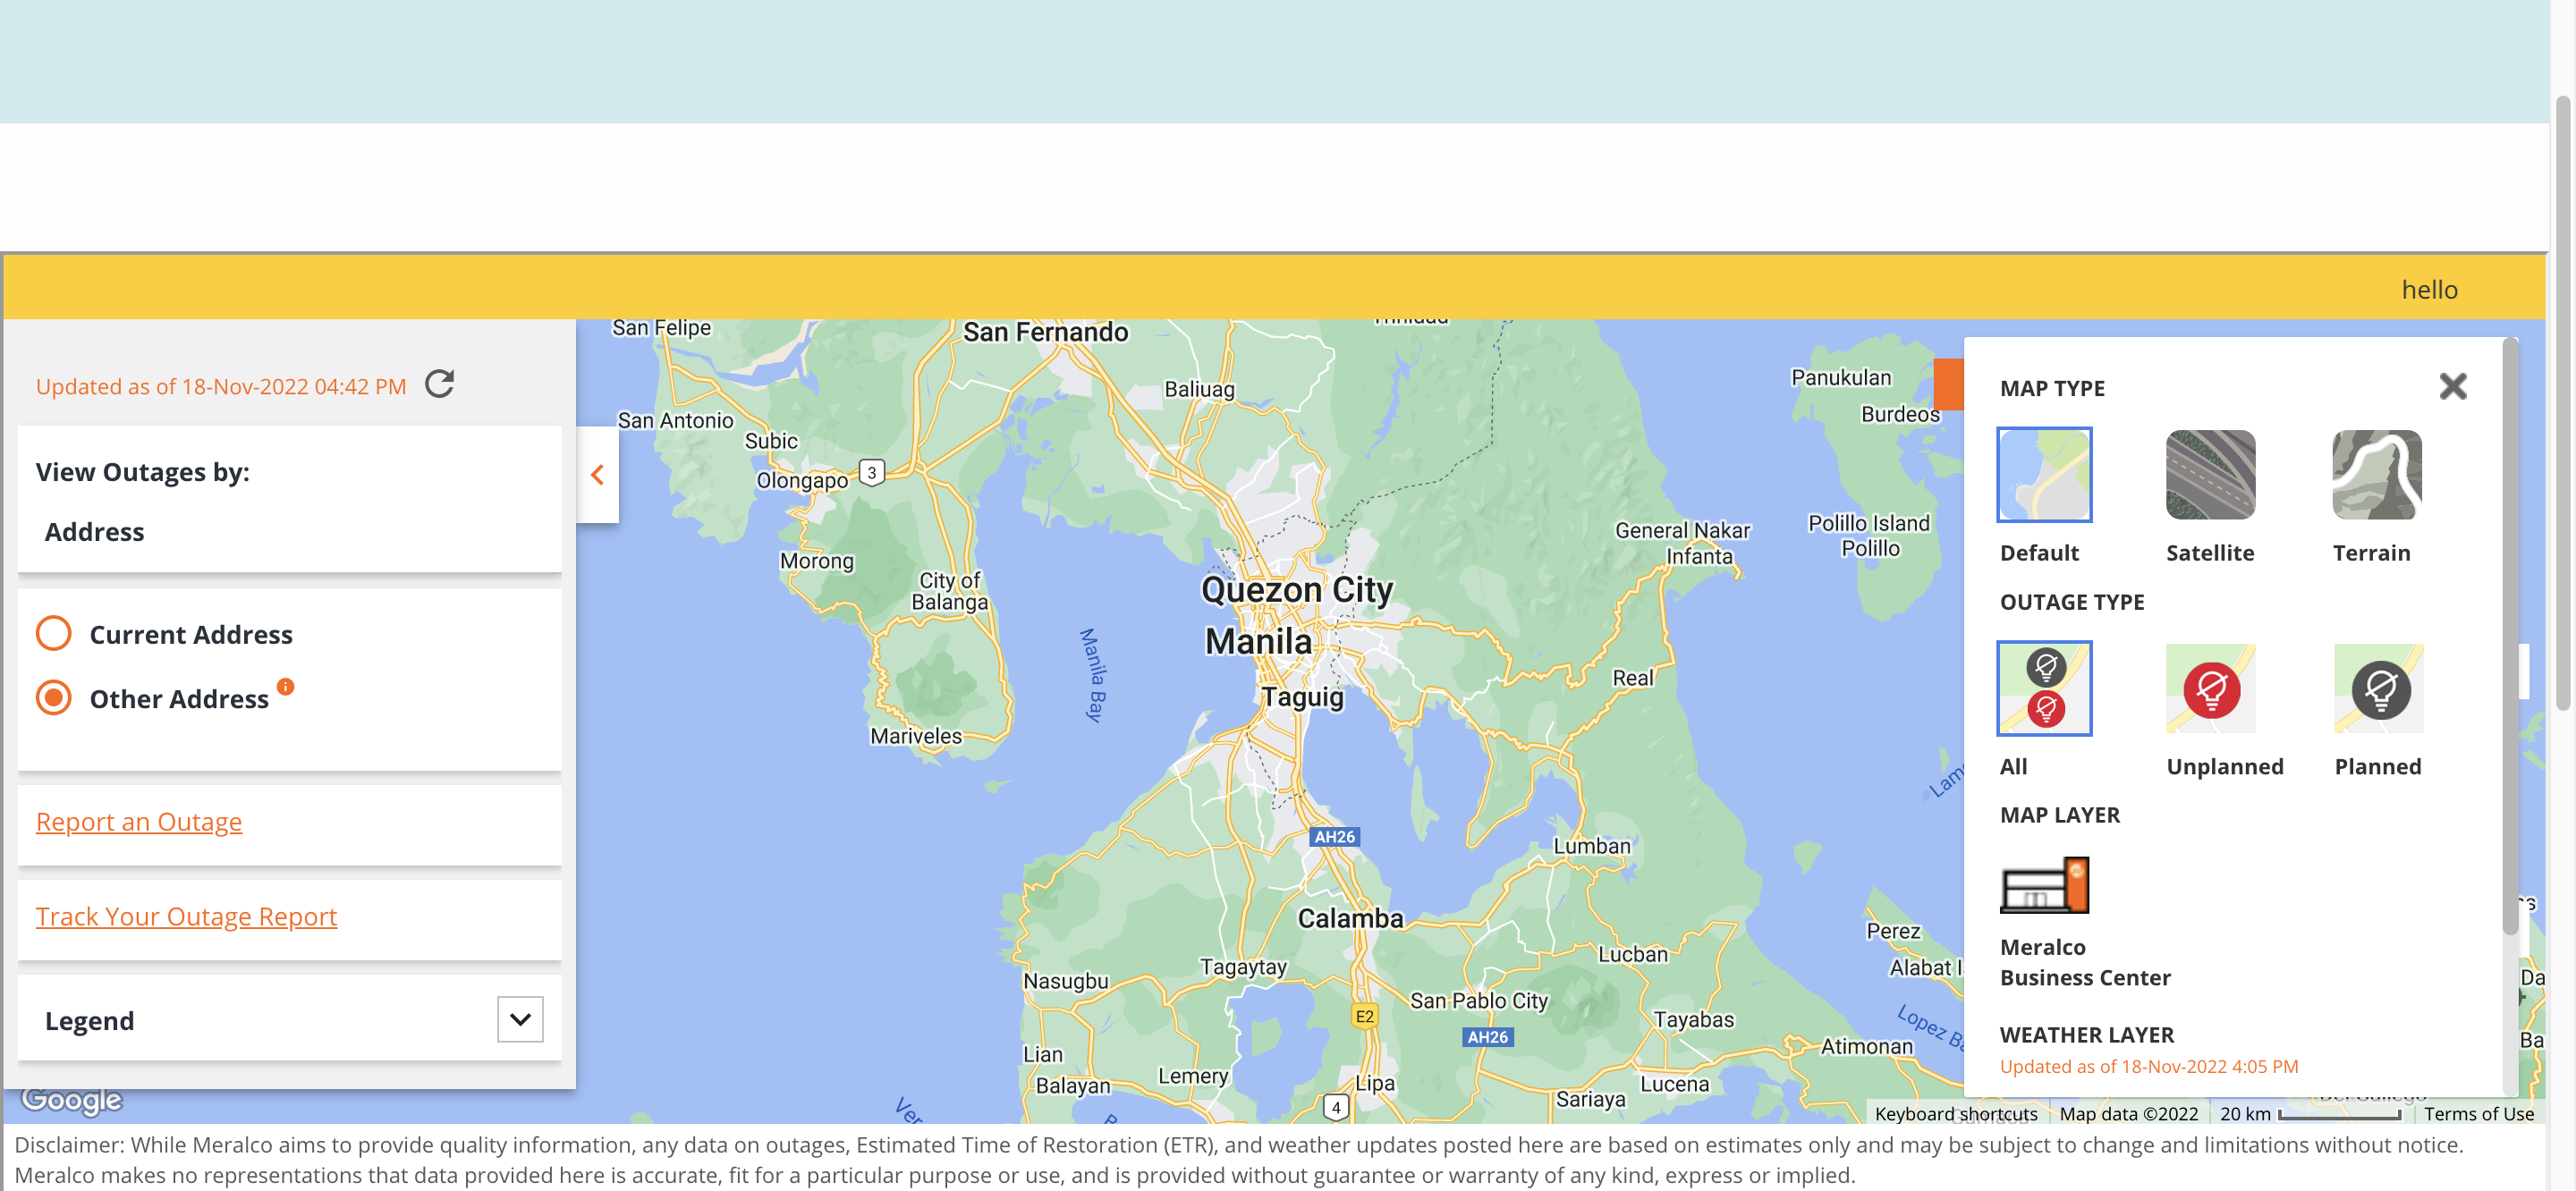 hello
Updated as of 18-Nov-2022 04:42 PM
View Outages by:
Address
Current Address
Other Address
Report an Outage
Track Your Outage Report
Legend
San Felipe
San Fernando
Trinidad
Baliuag
San Antonio
Subic
Olongapo
3
Morong
City of
Balanga
Manila Bay
Mariveles
Quezon City
Manila
Taguig
General Nakar
Infanta
Real
Panukulan
Burdeos
Polillo Island
Polillo
AH26
Lumban
Calamba
Lucban
Perez
Alabat
Tagaytay
Nasugbu
San Pablo City
E2
AH26
Tayabas
Lopez
Atimonan
Lian
Balayan
Lemery
Lipa
Lucena
4
Sariaya
MAP TYPE
Default
Satellite
Terrain
OUTAGE TYPE
All
Unplanned
Planned
MAP LAYER
Meralco
Business Center
WEATHER LAYER
Updated as of 18-Nov-2022 4:05 PM
Google
Keyboard shortcuts
Map data ©2022
20 km
Terms of Use
Disclaimer: While Meralco aims to provide quality information, any data on outages, Estimated Time of Restoration (ETR), and weather updates posted here are based on estimates only and may be subject to change and limitations without notice.
Meralco makes no representations that data provided here is accurate, fit for a particular purpose or use, and is provided without guarantee or warranty of any kind, express or implied.